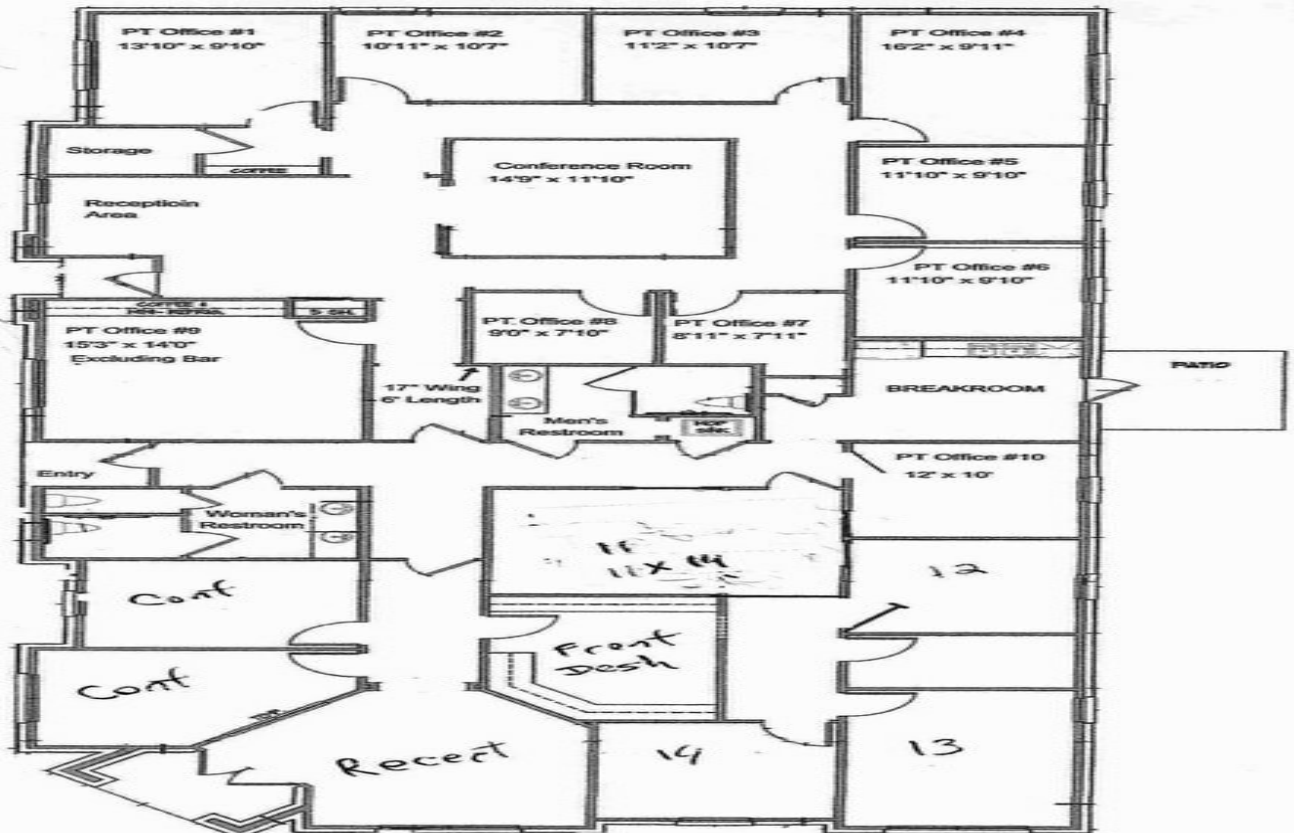 PT Office #1
13'10" x 9'10"
PT Office #2
10'11" x 10'7"
PT Office #3
11'2" x 10'7"
PT Office #4
16'2" x 9'11"
Storage
COFFEE
Conference Room
14'9" x 11'10"
PT Office #5
11'10" x 9'10"
Receptioin
Area
PT Office #6
11'10" x 9'10"
COFFEE &
PT Office #9
15'3" x 14'0"
Excluding Bar
PT. Office #8
9'0" x 7'10"
PT Office #7
8'11" x 7'11"
17" Wing
6' Length
BREAKROOM
PATIO
Men's
Restroom
MOP
SINK
Entry
PT Office #10
12' x 10'
Woman's
Restroom
11
11 x 14
12
Conf
Front
Desk
Conf
Recept
14
13